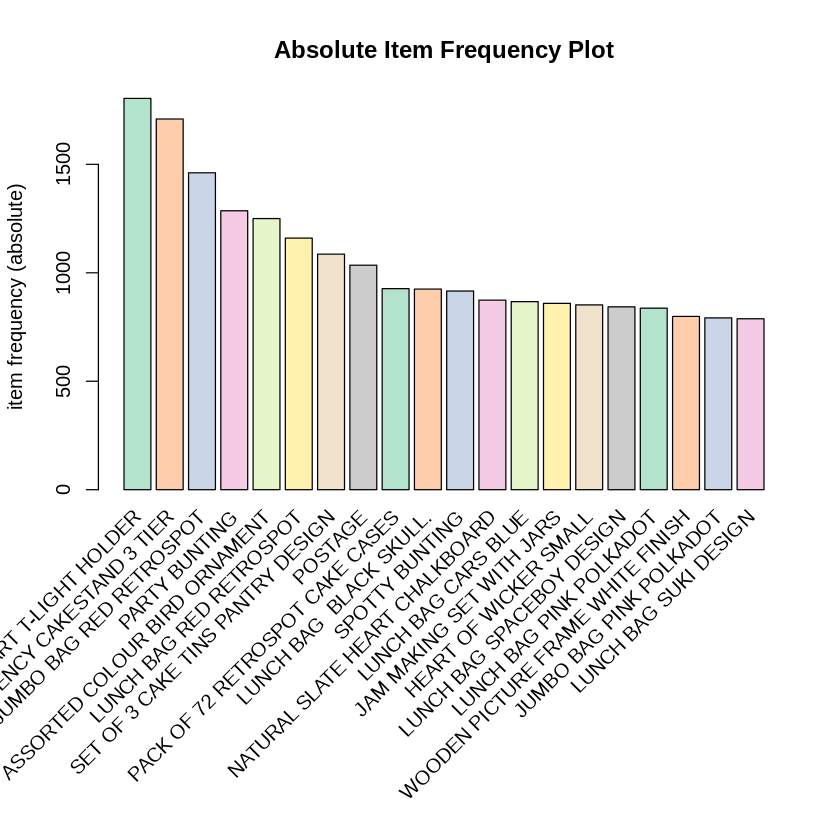 Absolute Item Frequency Plot
item frequency (absolute)
1500
1000
500
0
T-LIGHT HOLDER
CAKESTAND 3 TIER
JUMBO BAG RED RETROSPOT
PARTY BUNTING
ASSORTED COLOUR BIRD ORNAMENT
LUNCH BAG RED RETROSPOT
SET OF 3 CAKE TINS PANTRY DESIGN
POSTAGE
PACK OF 72 RETROSPOT CAKE CASES
LUNCH BAG  BLACK SKULL.
SPOTTY BUNTING
NATURAL SLATE HEART CHALKBOARD
LUNCH BAG CARS BLUE
JAM MAKING SET WITH JARS
HEART OF WICKER SMALL
LUNCH BAG SPACEBOY DESIGN
LUNCH BAG PINK POLKADOT
WOODEN PICTURE FRAME WHITE FINISH
JUMBO BAG PINK POLKADOT
LUNCH BAG SUKI DESIGN